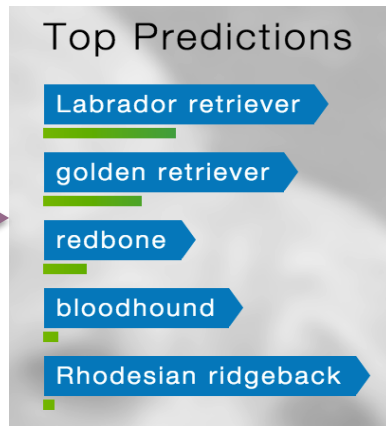 Top Predictions
Labrador retriever
golden retriever
redbone
bloodhound
Rhodesian ridgeback